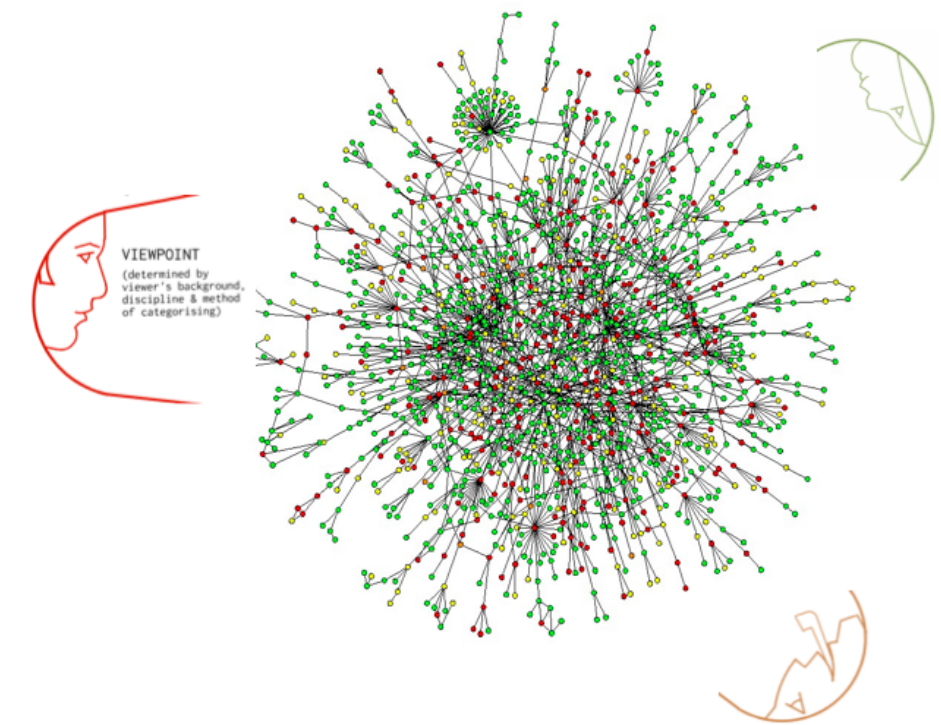 VIEWPOINT
(determined by
viewer's background,
discipline & method
of categorising)